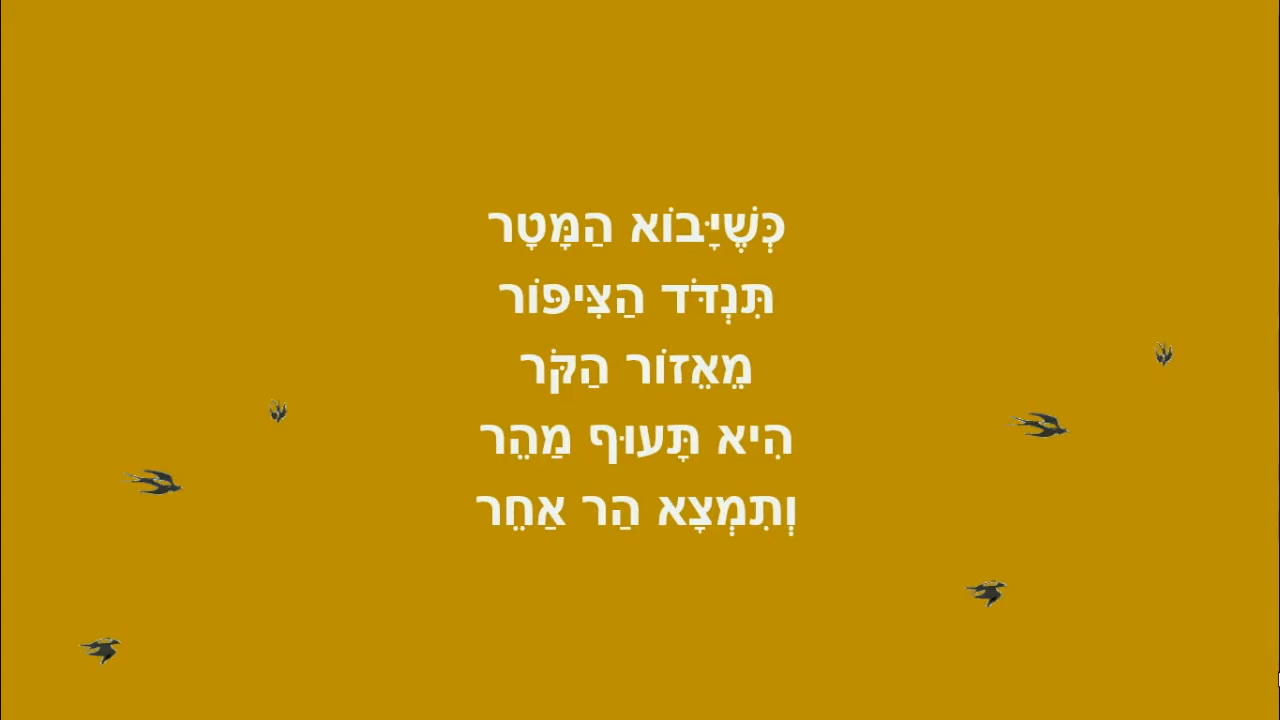 כְּשֶׁיָּבוֹא הַמָּטָר
תִּנְדֹּד הַצִּיפּוֹר
מֵאֵזוֹר הַקֹּר
הִיא תָּעוּף מַהֵר
וְתִמְצָא הַר אַחֵר